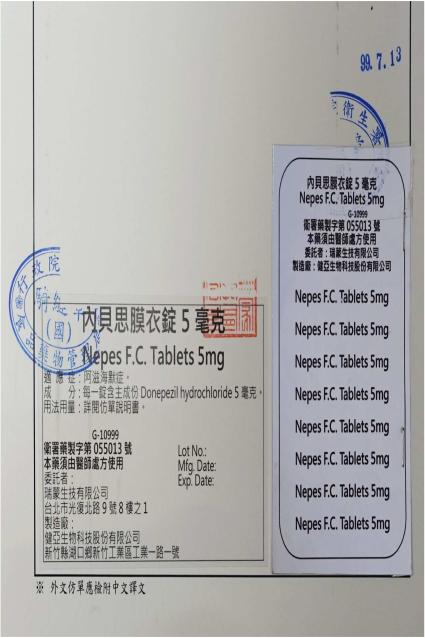 99.7.13
內貝思膜衣錠 5 毫克
Nepes F.C. Tablets 5mg
適 應 症：阿滋海默症。
成 分：每一錠含主成份 Donepezil hydrochloride 5 毫克。
用法用量：詳閱仿單說明書。
G-10999
衛署藥製字第 055013 號
本藥須由醫師處方使用
委託者：
瑞蒙生技有限公司
台北市光復北路 9 號 8 樓之 1
製造廠：
健亞生物科技股份有限公司
新竹縣湖口鄉新竹工業區工業一路一號
Lot No.:
Mfg. Date:
Exp. Date:
內貝思膜衣錠 5 毫克
Nepes F.C. Tablets 5mg
G-10999
衛署藥製字第 055013 號
本藥須由醫師處方使用
委託者：瑞蒙生技有限公司
製造廠：健亞生物科技股份有限公司
Nepes F.C. Tablets 5mg
Nepes F.C. Tablets 5mg
Nepes F.C. Tablets 5mg
Nepes F.C. Tablets 5mg
Nepes F.C. Tablets 5mg
Nepes F.C. Tablets 5mg
Nepes F.C. Tablets 5mg
Nepes F.C. Tablets 5mg
※ 外文仿單應檢附中文譯文